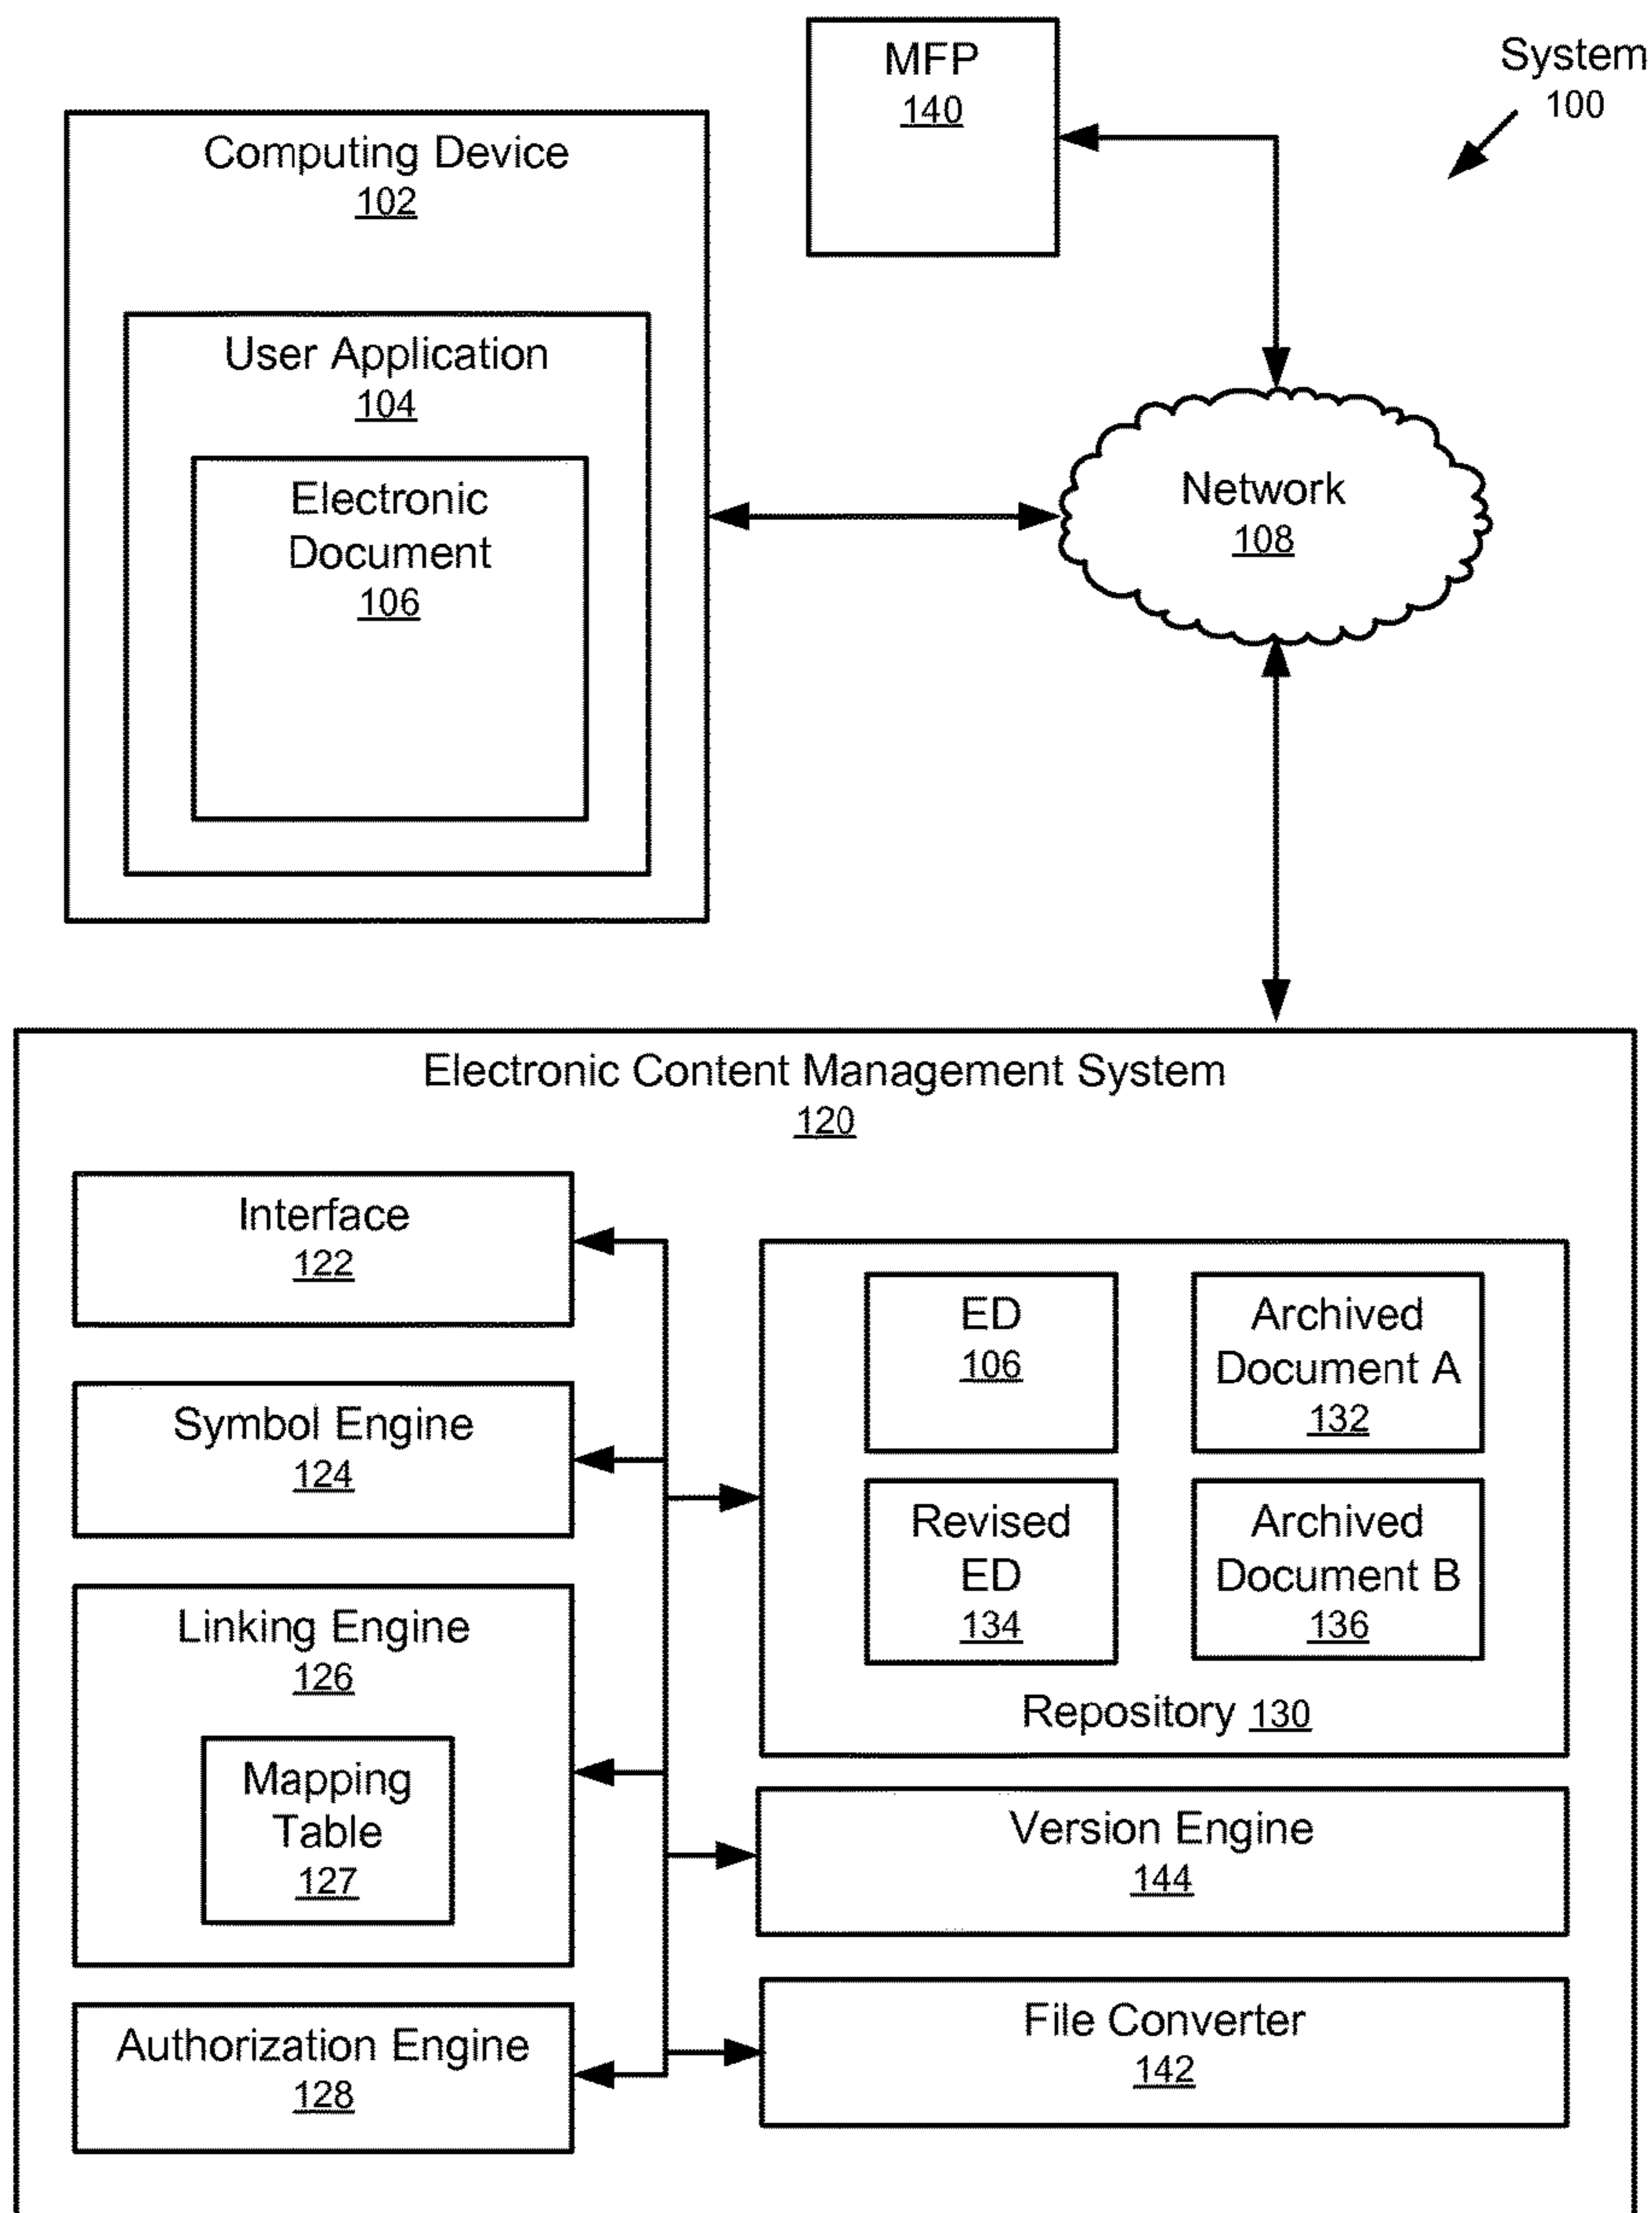 MFP
140
System
100
Computing Device
102
User Application
104
Electronic
Document
106
Network
108
Electronic Content Management System
120
Interface
122
Symbol Engine
124
Linking Engine
126
Mapping
Table
127
Authorization Engine
128
ED
106
Archived
Document A
132
Revised
ED
134
Archived
Document B
136
Repository 130
Version Engine
144
File Converter
142